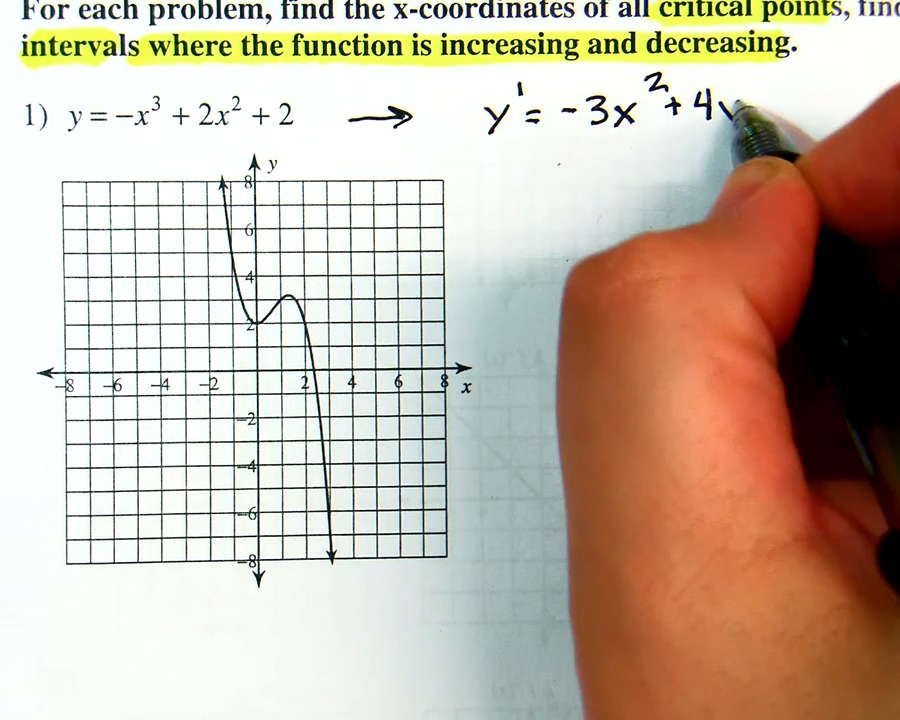 For each problem, find the x-coordinates of all critical points,
intervals where the function is increasing and decreasing.
1) y = −x³ + 2x² + 2 → y' = -3x² + 4x
y
8
6
4
2
−8 −6 −4 −2 2 4 6 8 x
−2
−4
−6
−8